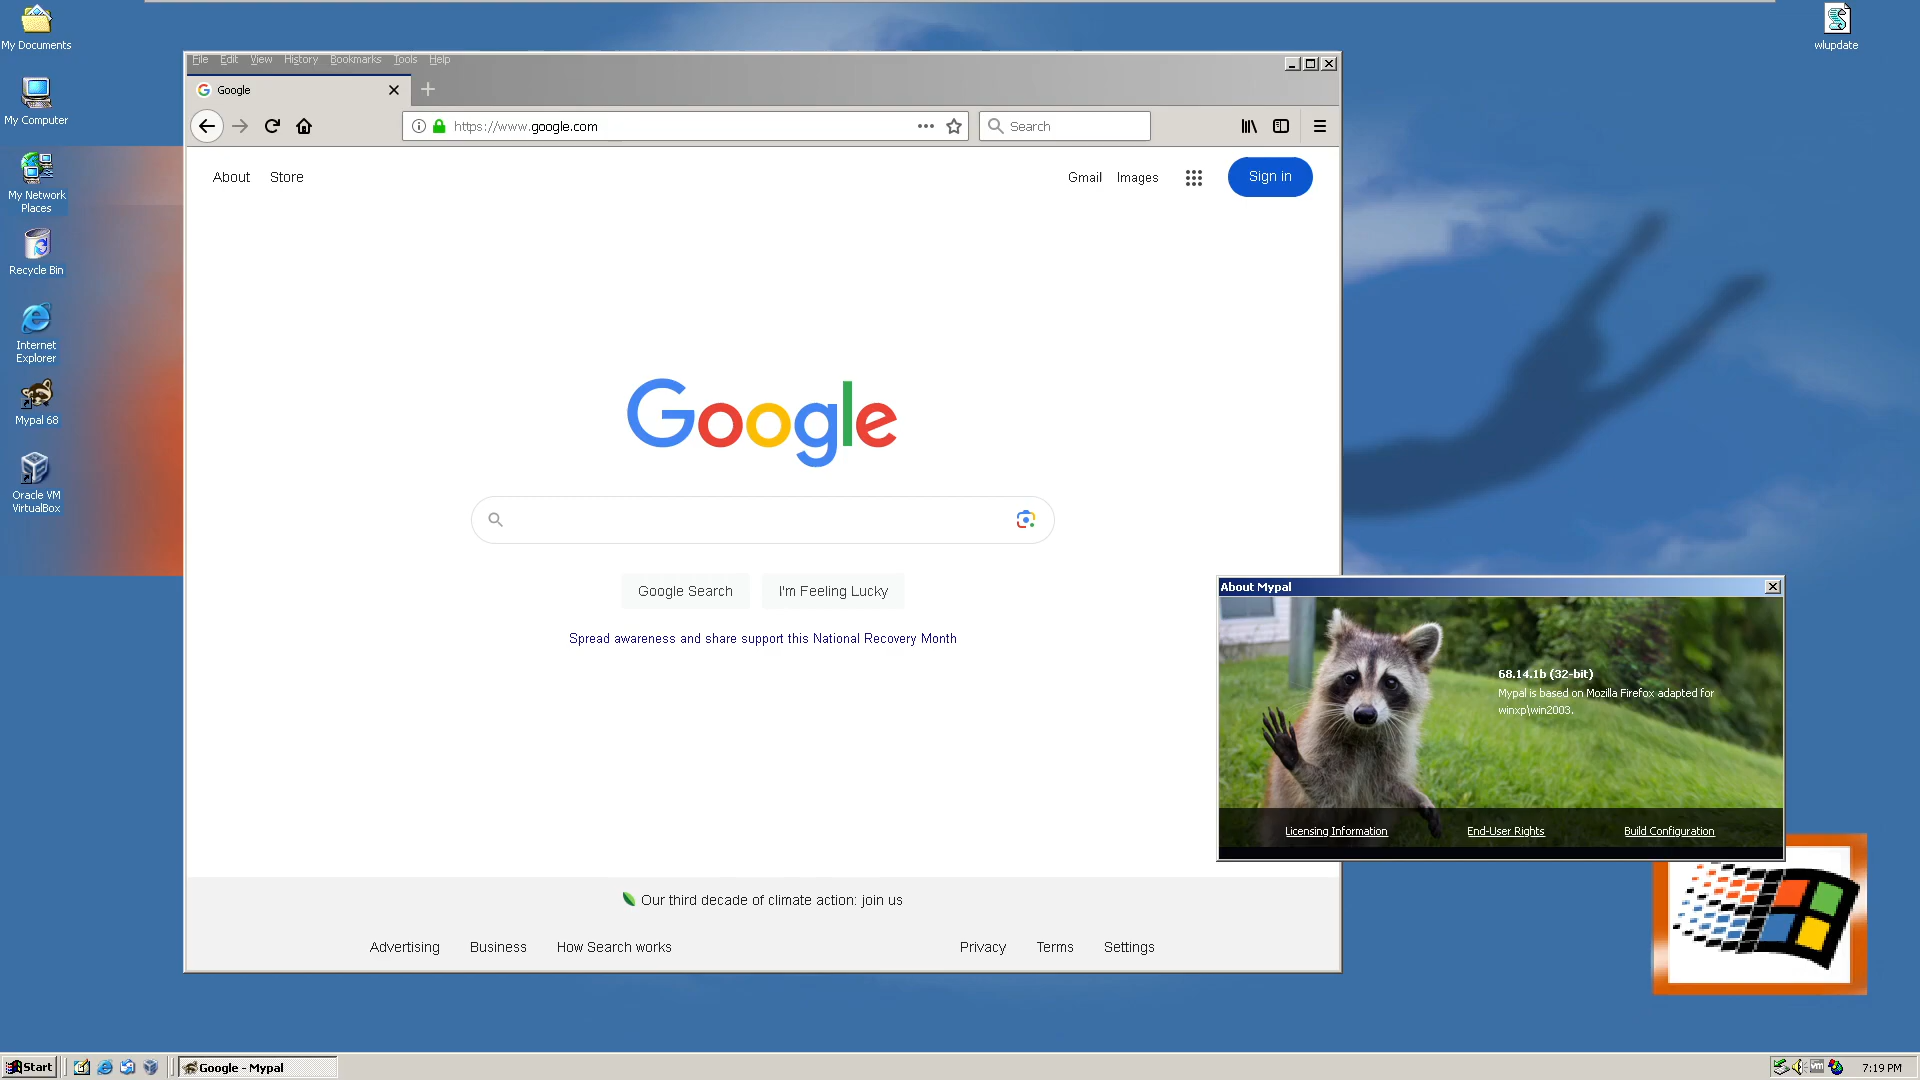 My Documents
My Computer
My Network
Places
Recycle Bin
Internet
Explorer
Mypal 68
Oracle VM
VirtualBox
wlupdate
File Edit View History Bookmarks Tools Help
Google
https://www.google.com
Search
About Store
Gmail Images
Sign in
Google
Google Search I'm Feeling Lucky
Spread awareness and share support this National Recovery Month
Our third decade of climate action: join us
Advertising Business How Search works
Privacy Terms Settings
About Mypal
68.14.1b (32-bit)
Mypal is based on Mozilla Firefox adapted for
winxp\win2003.
Licensing Information End-User Rights Build Configuration
Start
Google - Mypal
vm
7:19 PM